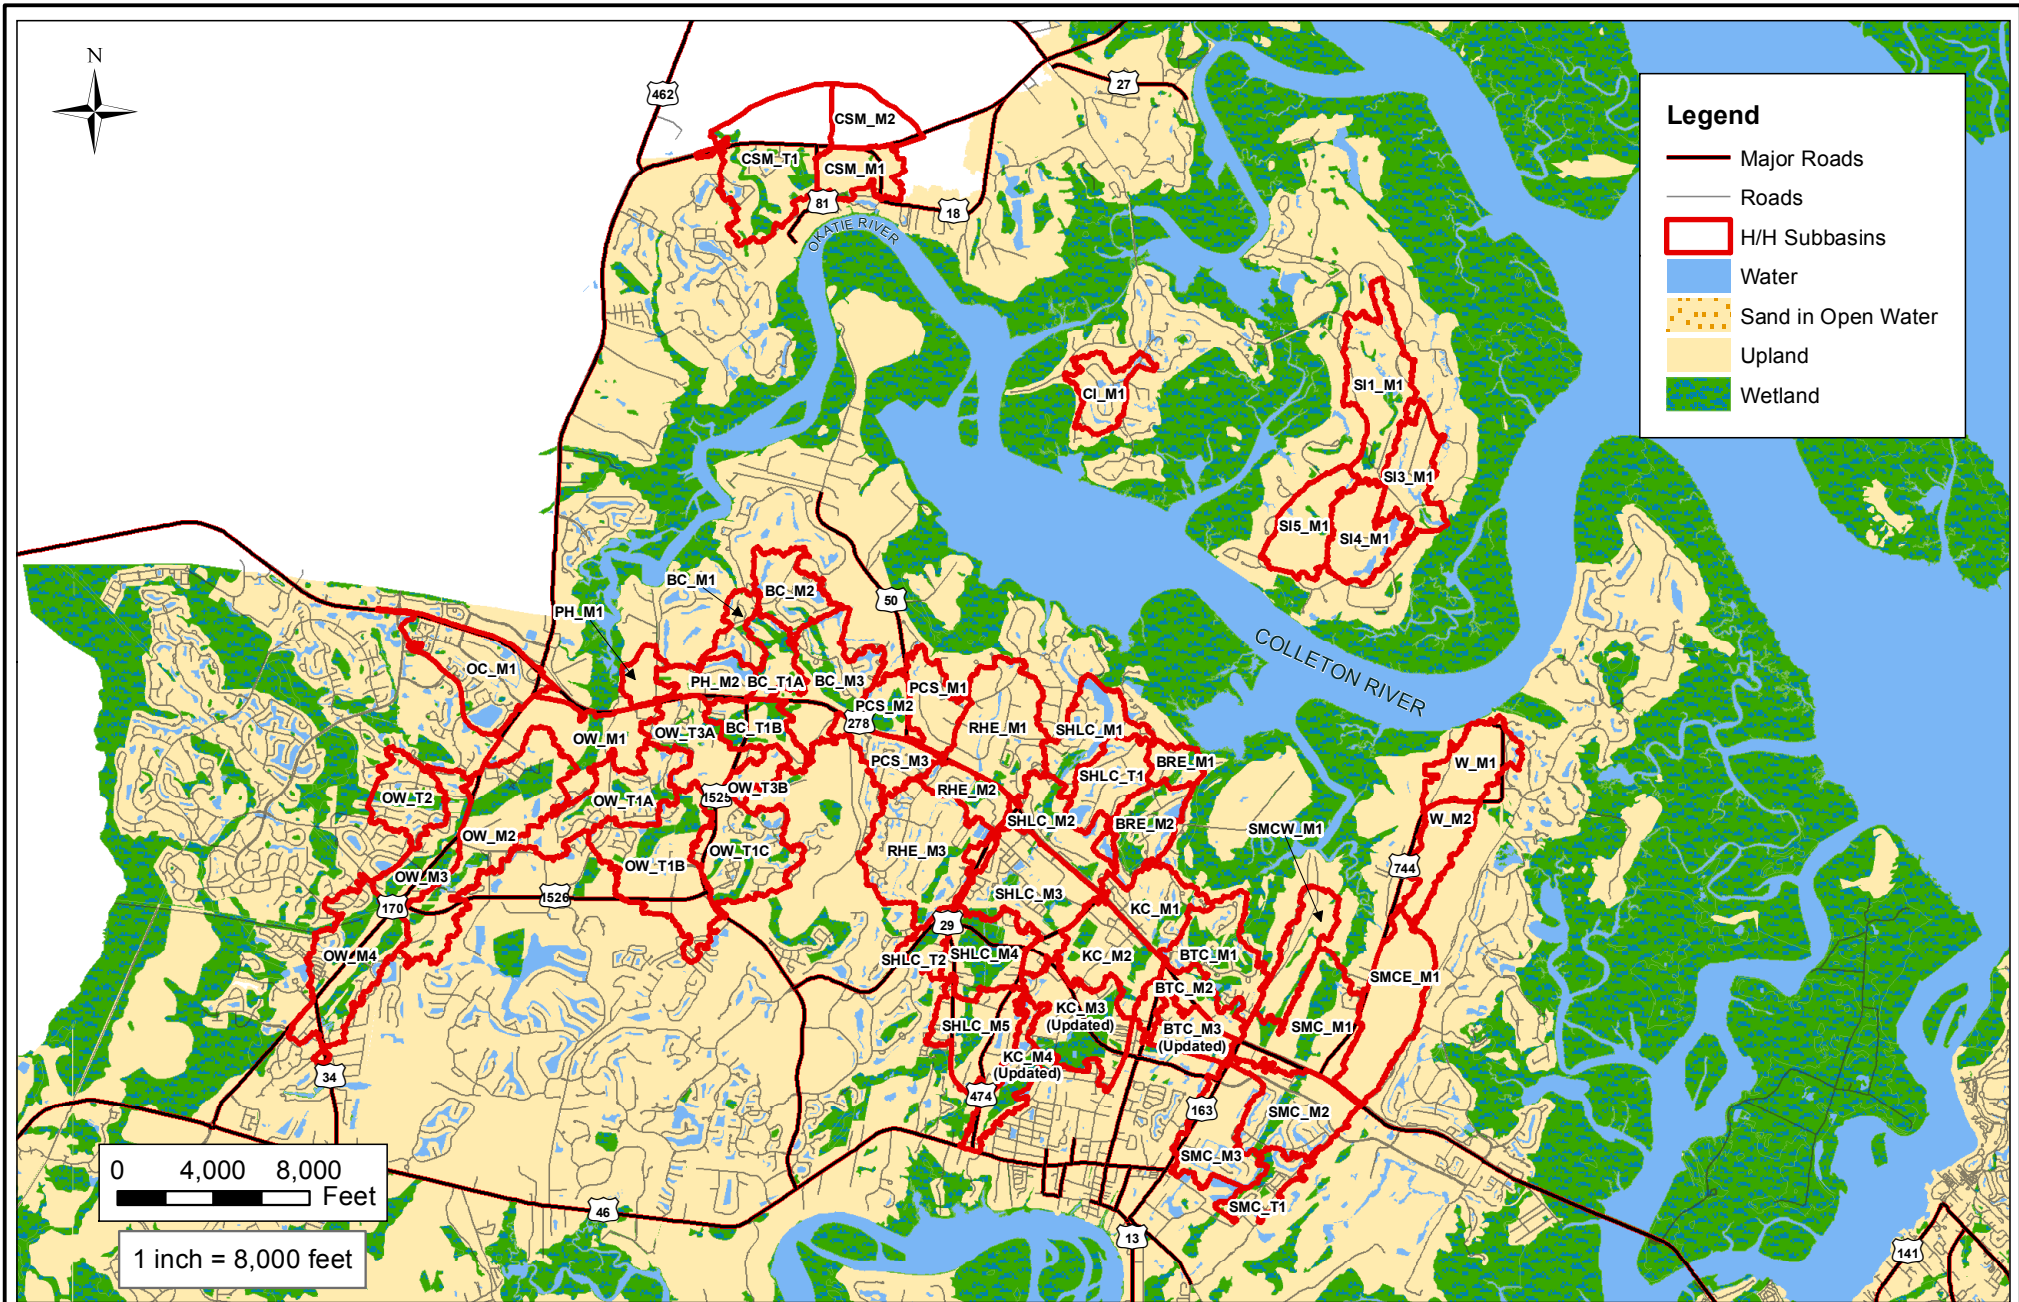 N
462
27
CSM_M2
CSM_T1
CSM_M1
81
18
OKATIE RIVER
Legend
Major Roads
Roads
H/H Subbasins
Water
Sand in Open Water
Upland
Wetland
CI_M1
SI1_M1
SI3_M1
SI5_M1
SI4_M1
BC_M1
BC_M2
PH_M1
50
COLLETON RIVER
OC_M1
PH_M2
BC_T1A
BC_M3
PCS_M1
PCS_M2
278
OW_M1
OW_T3A
BC_T1B
RHE_M1
SHLC_M1
PCS_M3
BRE_M1
W_M1
SHLC_T1
OW_T2
OW_T1A
1525
OW_T3B
RHE_M2
SHLC_M2
BRE_M2
SMCW_M1
W_M2
OW_M2
OW_T1B
OW_T1C
RHE_M3
744
OW_M3
170
1526
SHLC_M3
KC_M1
29
OW_M4
SHLC_T2
SHLC_M4
KC_M2
BTC_M1
SMCE_M1
BTC_M2
SHLC_M5
KC_M3
(Updated)
BTC_M3
(Updated)
SMC_M1
KC_M4
(Updated)
34
474
163
SMC_M2
SMC_M3
SMC_T1
0 4,000 8,000
Feet
46
13
141
1 inch = 8,000 feet